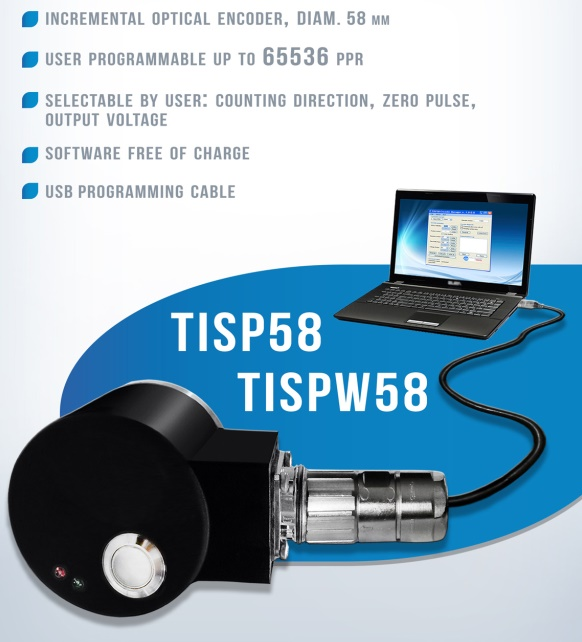 INCREMENTAL OPTICAL ENCODER, DIAM. 58 MM
USER PROGRAMMABLE UP TO 65536 PPR
SELECTABLE BY USER: COUNTING DIRECTION, ZERO PULSE,
OUTPUT VOLTAGE
SOFTWARE FREE OF CHARGE
USB PROGRAMMING CABLE
TISP58
TISPW58